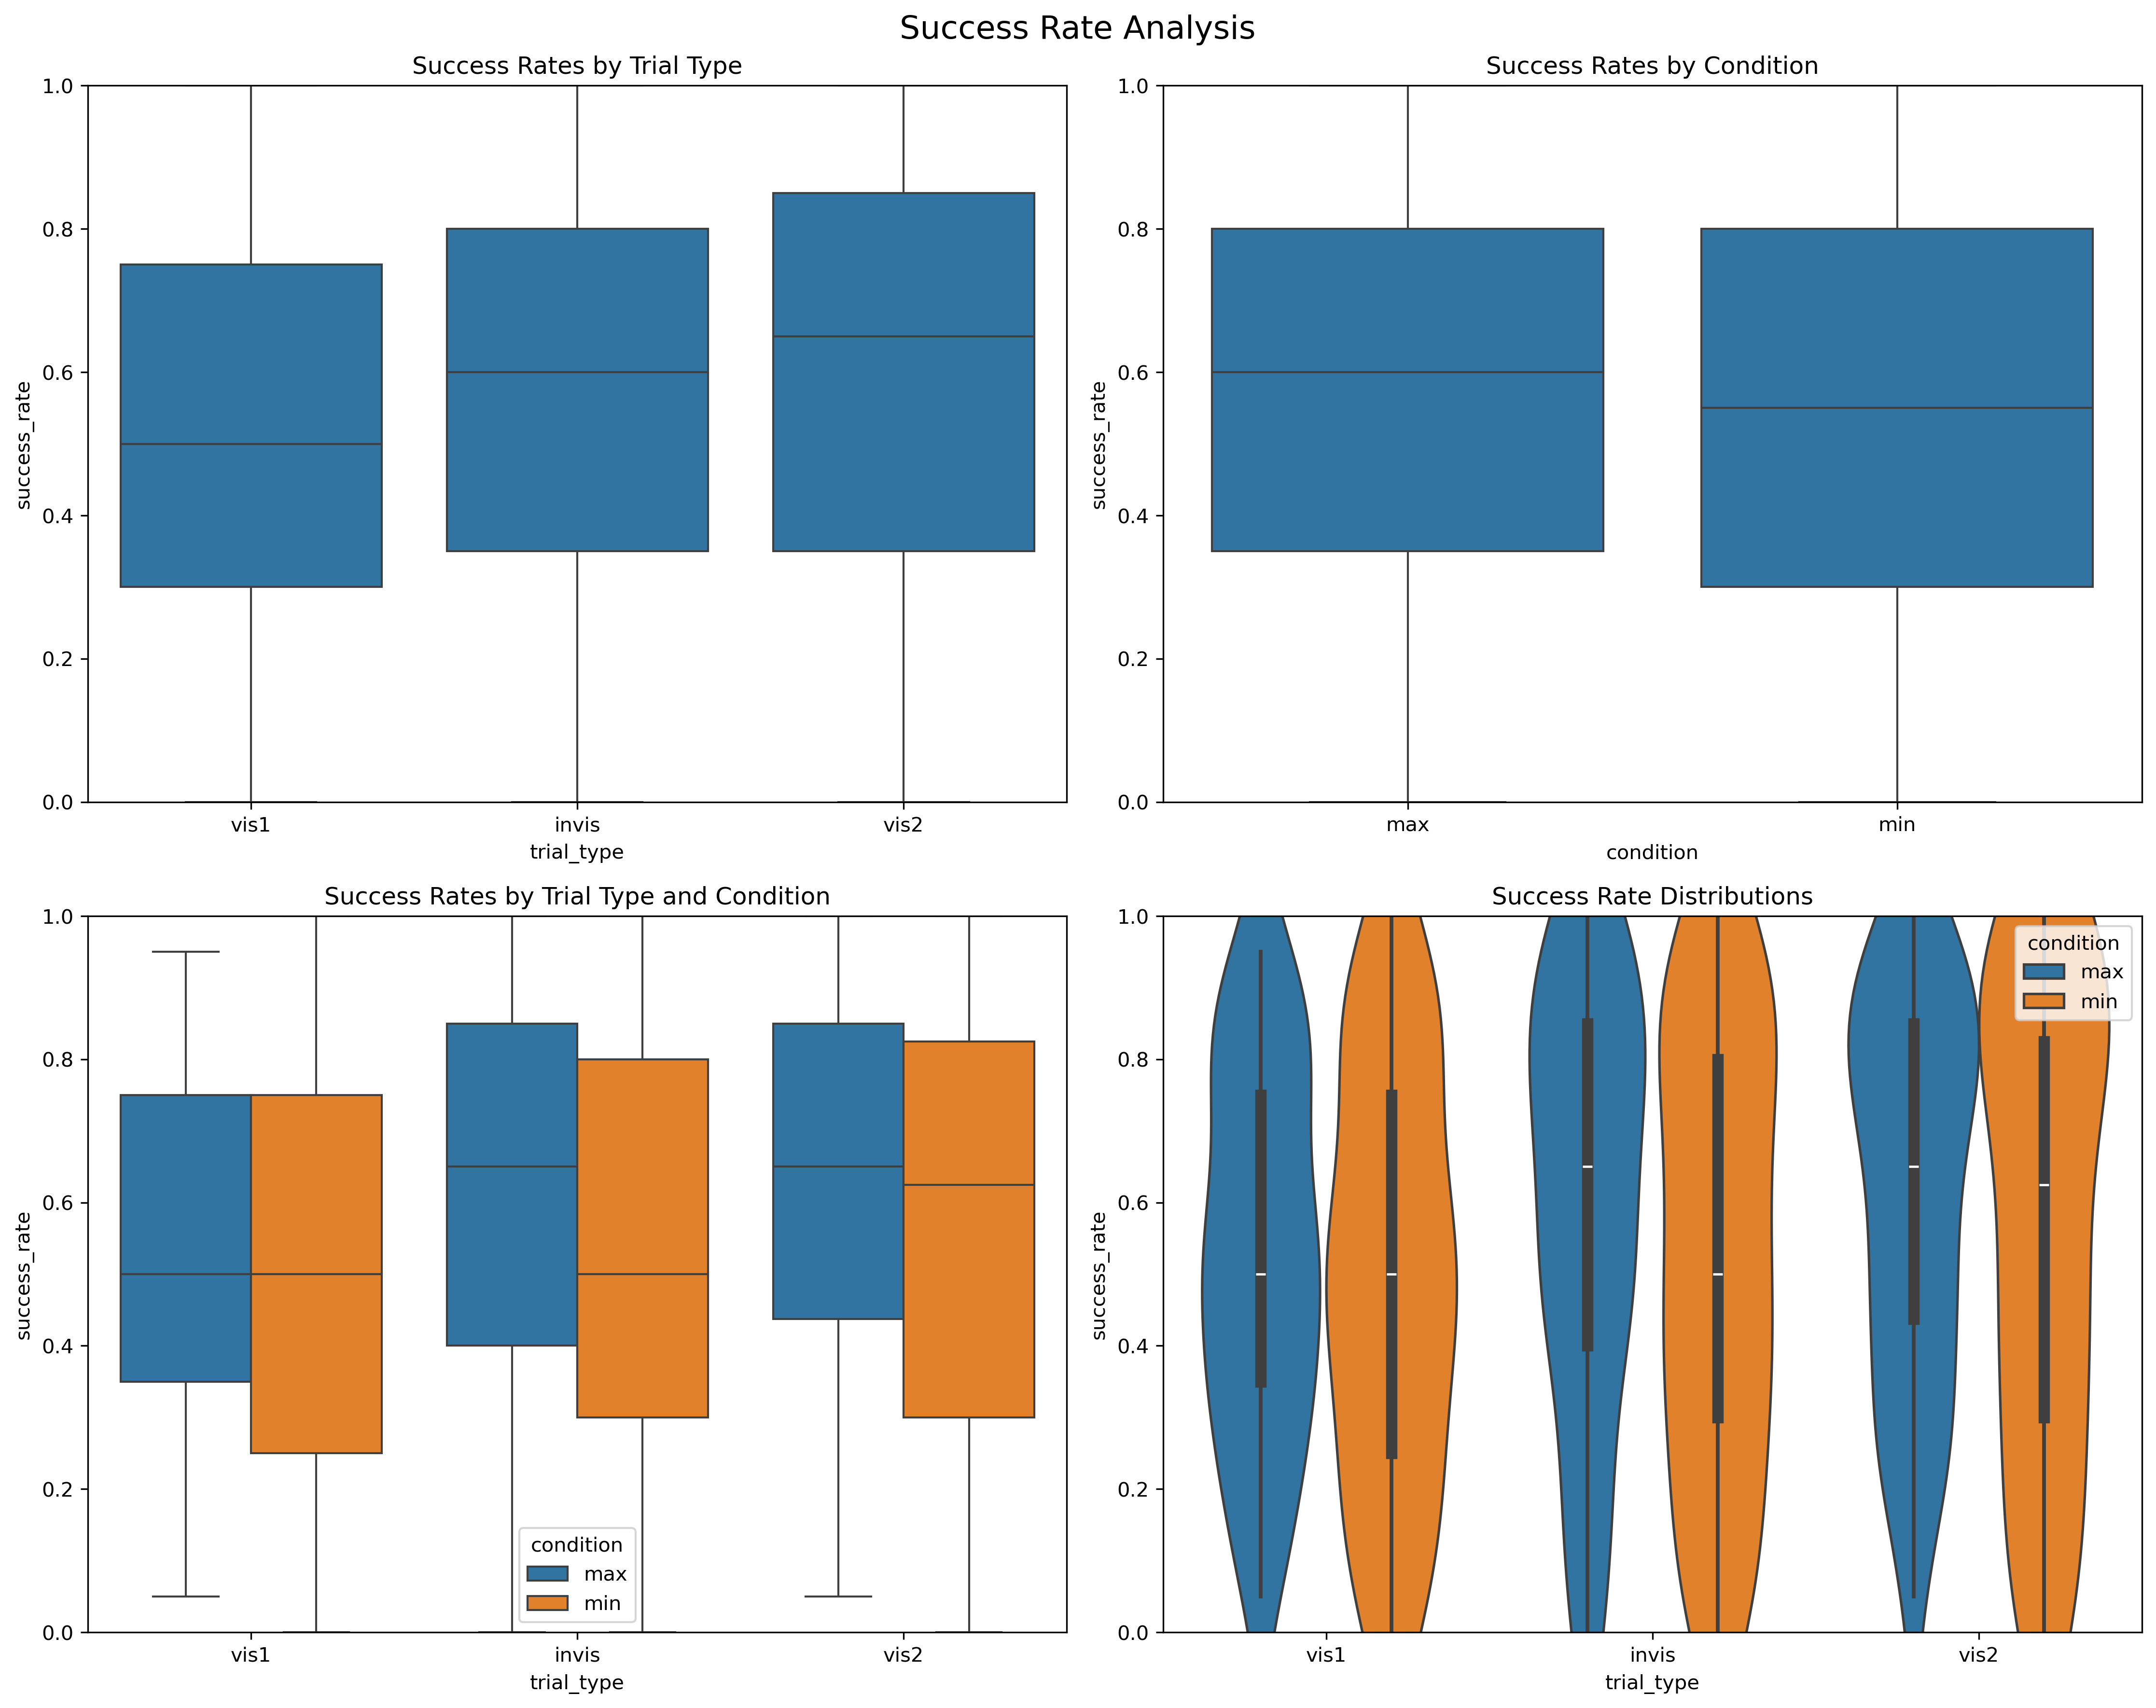 Success Rate Analysis
Success Rates by Trial Type
1.0
0.8
0.6
0.4
0.2
0.0
success_rate
vis1 invis vis2
trial_type
Success Rates by Condition
1.0
0.8
0.6
0.4
0.2
0.0
success_rate
max min
condition
Success Rates by Trial Type and Condition
1.0
0.8
0.6
0.4
0.2
0.0
success_rate
condition
max
min
vis1 invis vis2
trial_type
Success Rate Distributions
1.0
0.8
0.6
0.4
0.2
0.0
success_rate
condition
max
min
vis1 invis vis2
trial_type